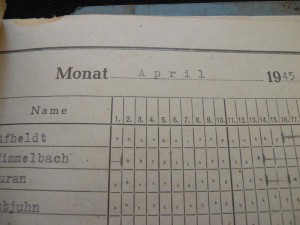 Monat April 1945
Name 1. 2. 3. 4. 5. 6. 7. 8. 9. 10. 11. 12. 13. 14. 15. 16. 17.
fheldt
immelbach
uran
bjuhn